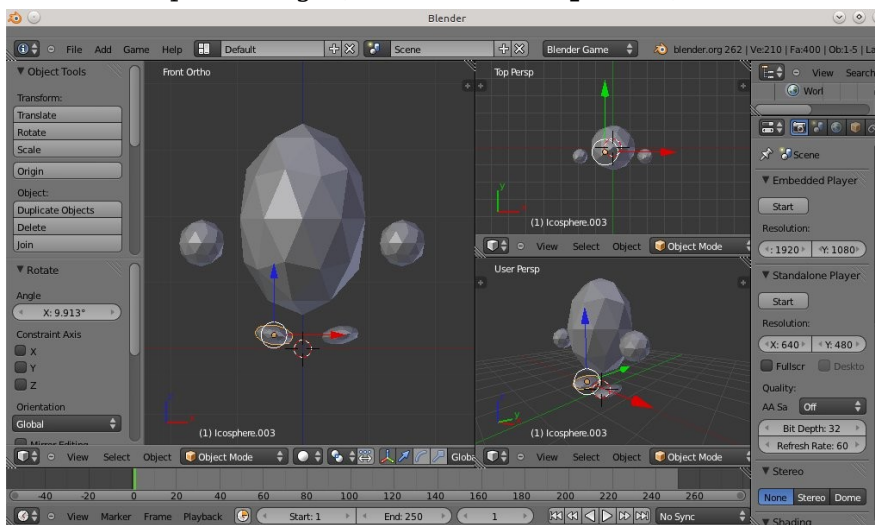 Blender
File Add Game Help Default Scene Blender Game blender.org 262 | Ve:210 | Fa:400 | Ob:1-5 | La
Object Tools
Transform:
Translate
Rotate
Scale
Origin
Object:
Duplicate Objects
Delete
Join
Rotate
Angle
X: 9.913°
Constraint Axis
X
Y
Z
Orientation
Global
Front Ortho
(1) Icosphere.003
View Select Object Object Mode Globa
Top Persp
y
(1) Icosphere.003
View Select Object Object Mode
User Persp
y
(1) Icosphere.003
View Select Object Object Mode
View Search
Worl
Scene
Embedded Player
Start
Resolution:
: 1920 Y: 1080
Standalone Player
Start
Resolution:
X: 640 Y: 480
Fullscr Deskto
Quality:
AA Sa Off
Bit Depth: 32
Refresh Rate: 60
Stereo
None Stereo Dome
Shading
-40 -20 0 20 40 60 80 100 120 140 160 180 200 220 240 260
View Marker Frame Playback Start: 1 End: 250 1 No Sync